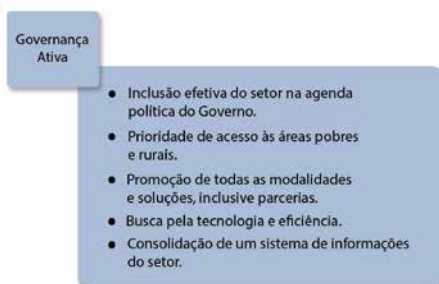 Governança
Ativa
• Inclusão efetiva do setor na agenda
política do Governo.
• Prioridade de acesso às áreas pobres
e rurais.
• Promoção de todas as modalidades
e soluções, inclusive parcerias.
• Busca pela tecnologia e eficiência.
• Consolidação de um sistema de informações
do setor.